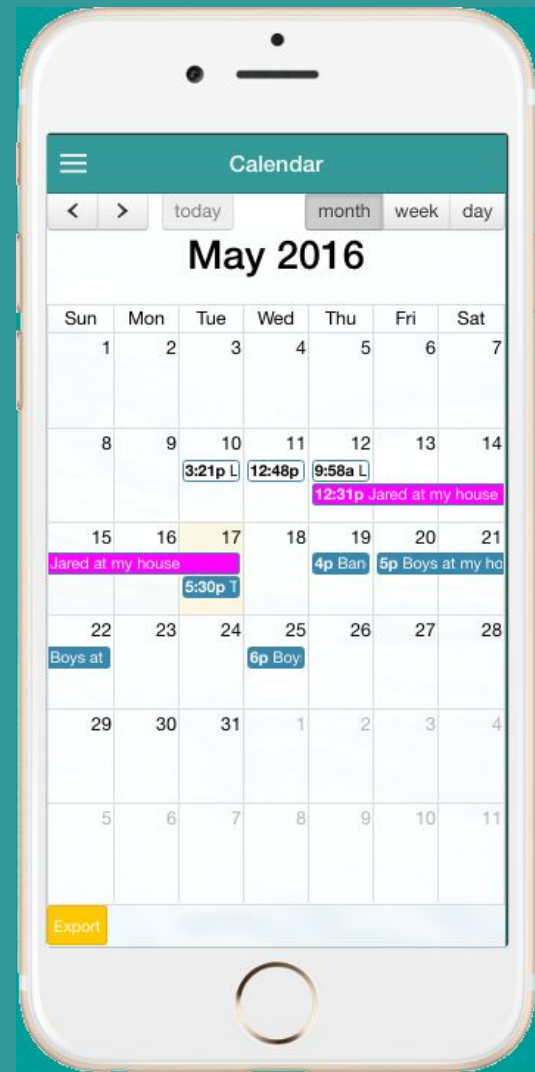 Calendar
today month week day
May 2016
Sun Mon Tue Wed Thu Fri Sat
1 2 3 4 5 6 7
8 9 10 11 12 13 14
3:21p L 12:48p 9:58a L
12:31p Jared at my house
15 16 17 18 19 20 21
Jared at my house 4p Ban 5p Boys at my ho
5:30p T
22 23 24 25 26 27 28
Boys at 6p Boy
29 30 31 1 2 3 4
5 6 7 8 9 10 11
Export